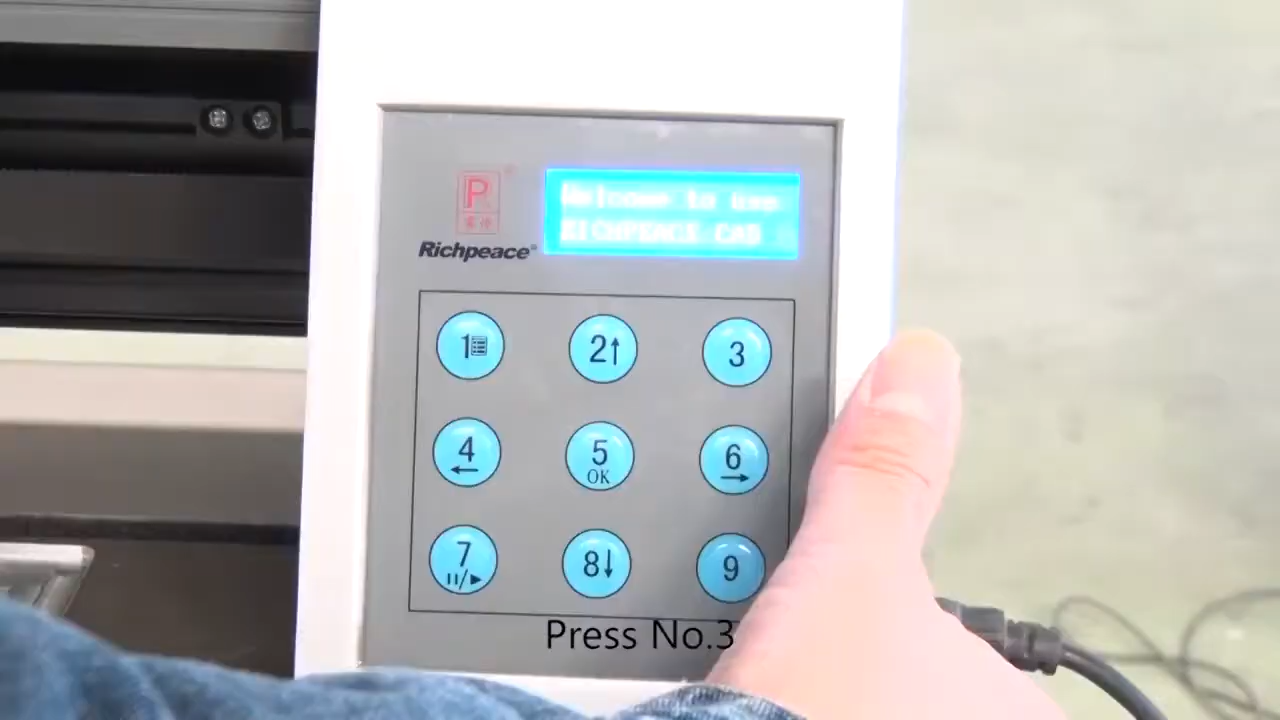 P
Welcome to use
RICHPEACE CAD
Richpeace®
1
2↑
3
4
←
5
OK
6
→
7
8↓
9
Press No.3